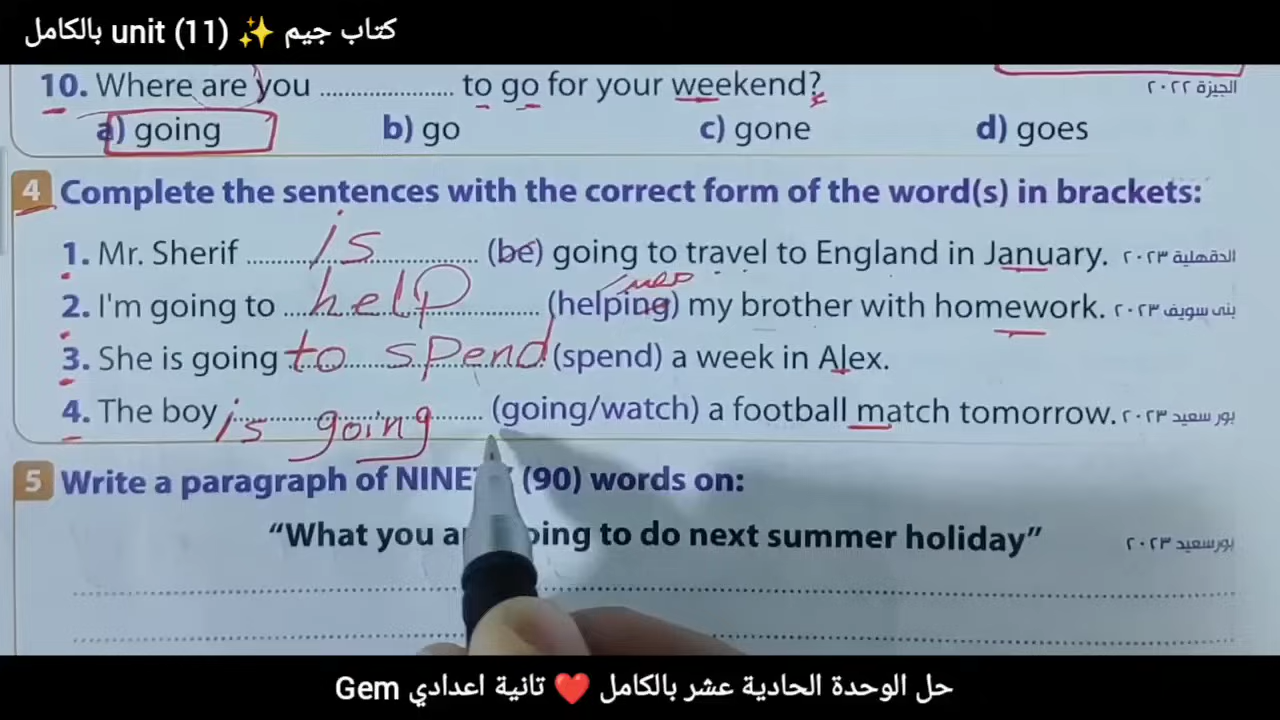 كتاب جيم ✨ unit (11) بالكامل
10. Where are you ..................... to go for your weekend? الجيزة ٢٠٢٢
a) going b) go c) gone d) goes
4 Complete the sentences with the correct form of the word(s) in brackets:
1. Mr. Sherif ......... is ......... (be) going to travel to England in January. الدقهلية ٢٠٢٣
2. I'm going to ......... help ......... (helping) مصدر my brother with homework. بنى سويف ٢٠٢٣
3. She is going to spend (spend) a week in Alex.
4. The boy is going ......... (going/watch) a football match tomorrow. بور سعيد ٢٠٢٣
5 Write a paragraph of (90) words on:
“What you to do next summer holiday” بورسعيد ٢٠٢٣
حل الوحدة الحادية عشر بالكامل ❤️ تانية اعدادي Gem